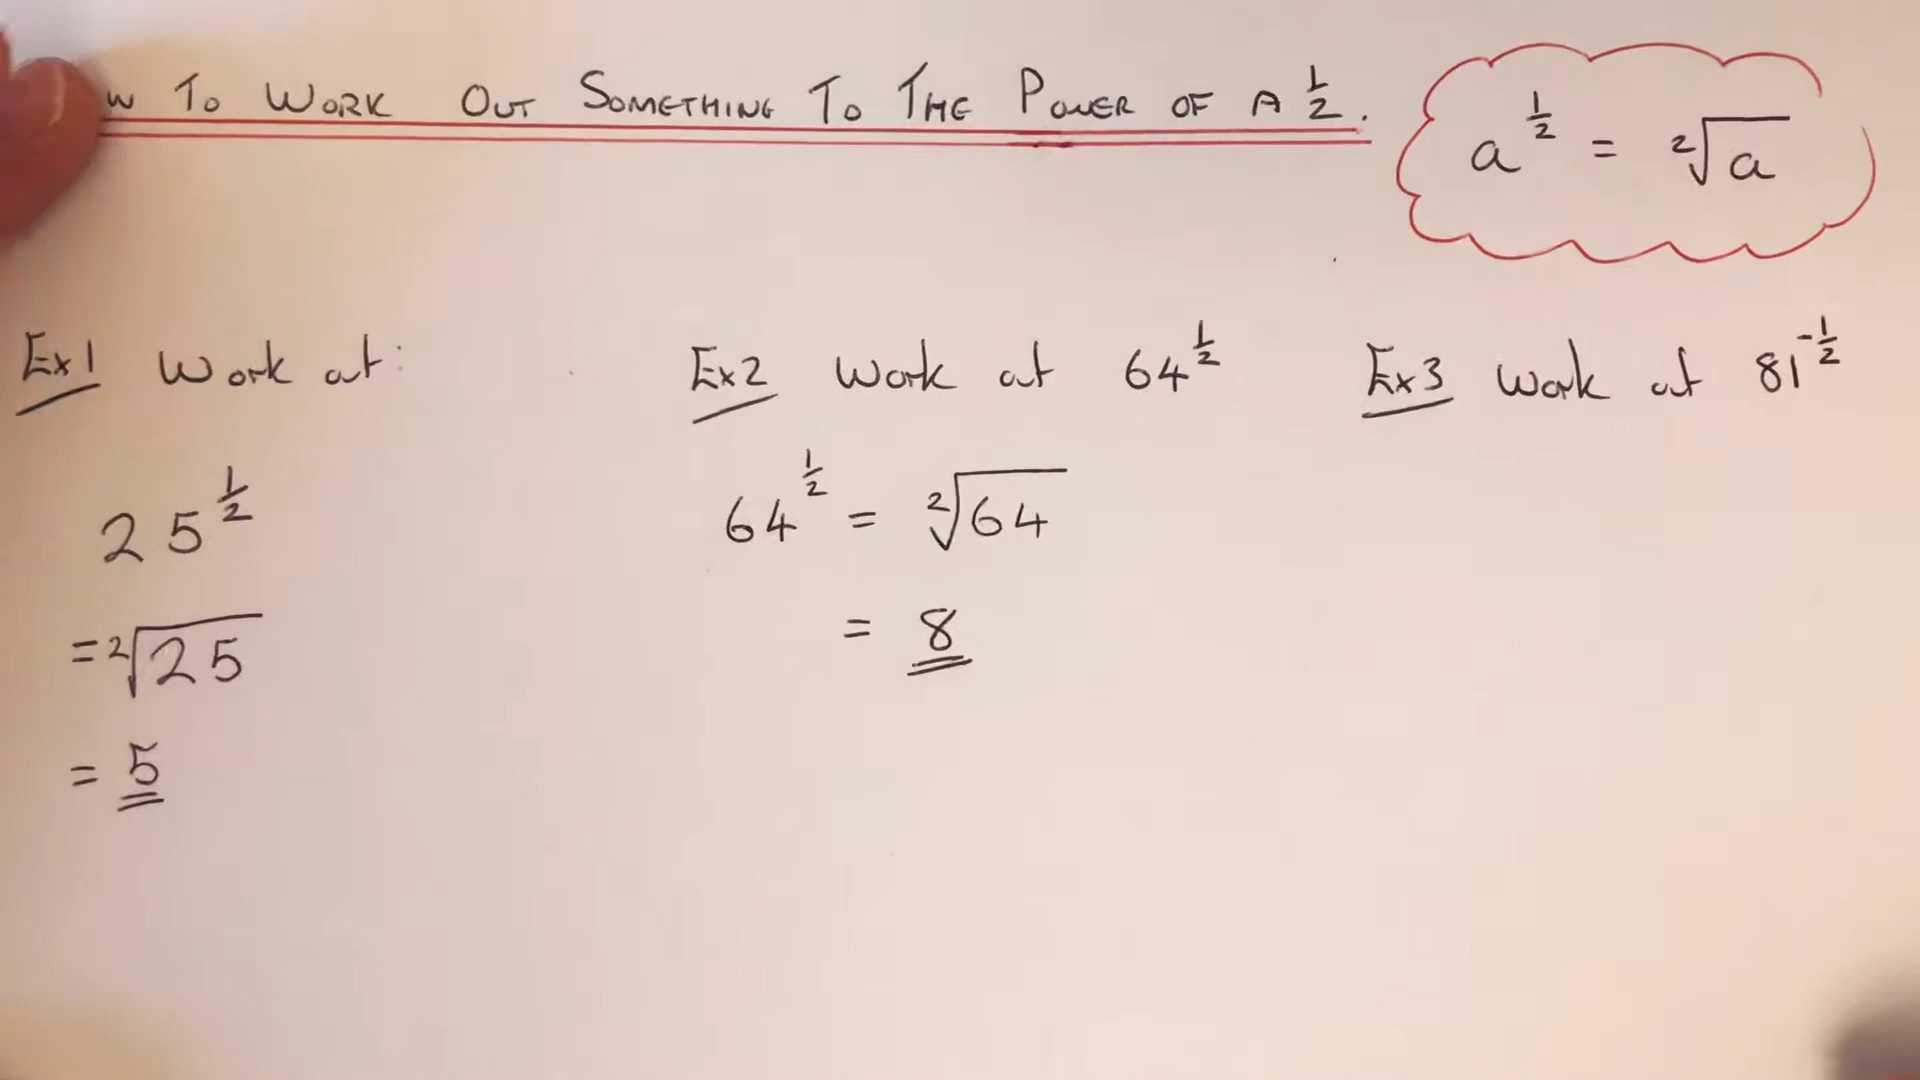 w To Work Out Something To The Power of A 1/2.
a^1/2 = ²√a
Ex1 Work out:
25^1/2
= ²√25
= 5
Ex2 Work out 64^1/2
64^1/2 = ²√64
= 8
Ex3 Work out 81^-1/2